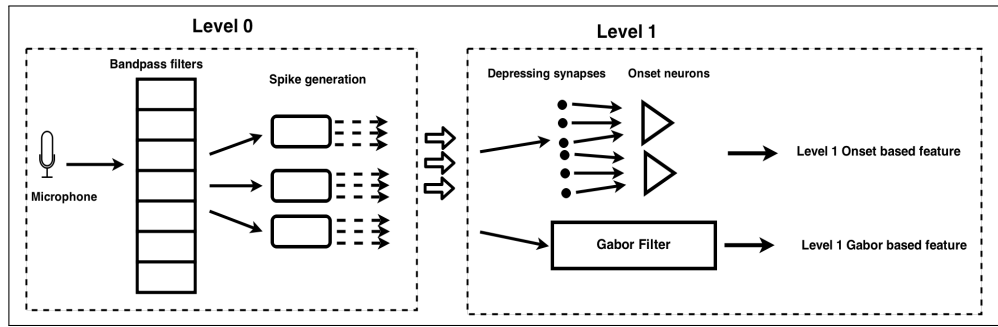 Level 0
Bandpass filters
Spike generation
Microphone
Level 1
Depressing synapses
Onset neurons
Level 1 Onset based feature
Gabor Filter
Level 1 Gabor based feature